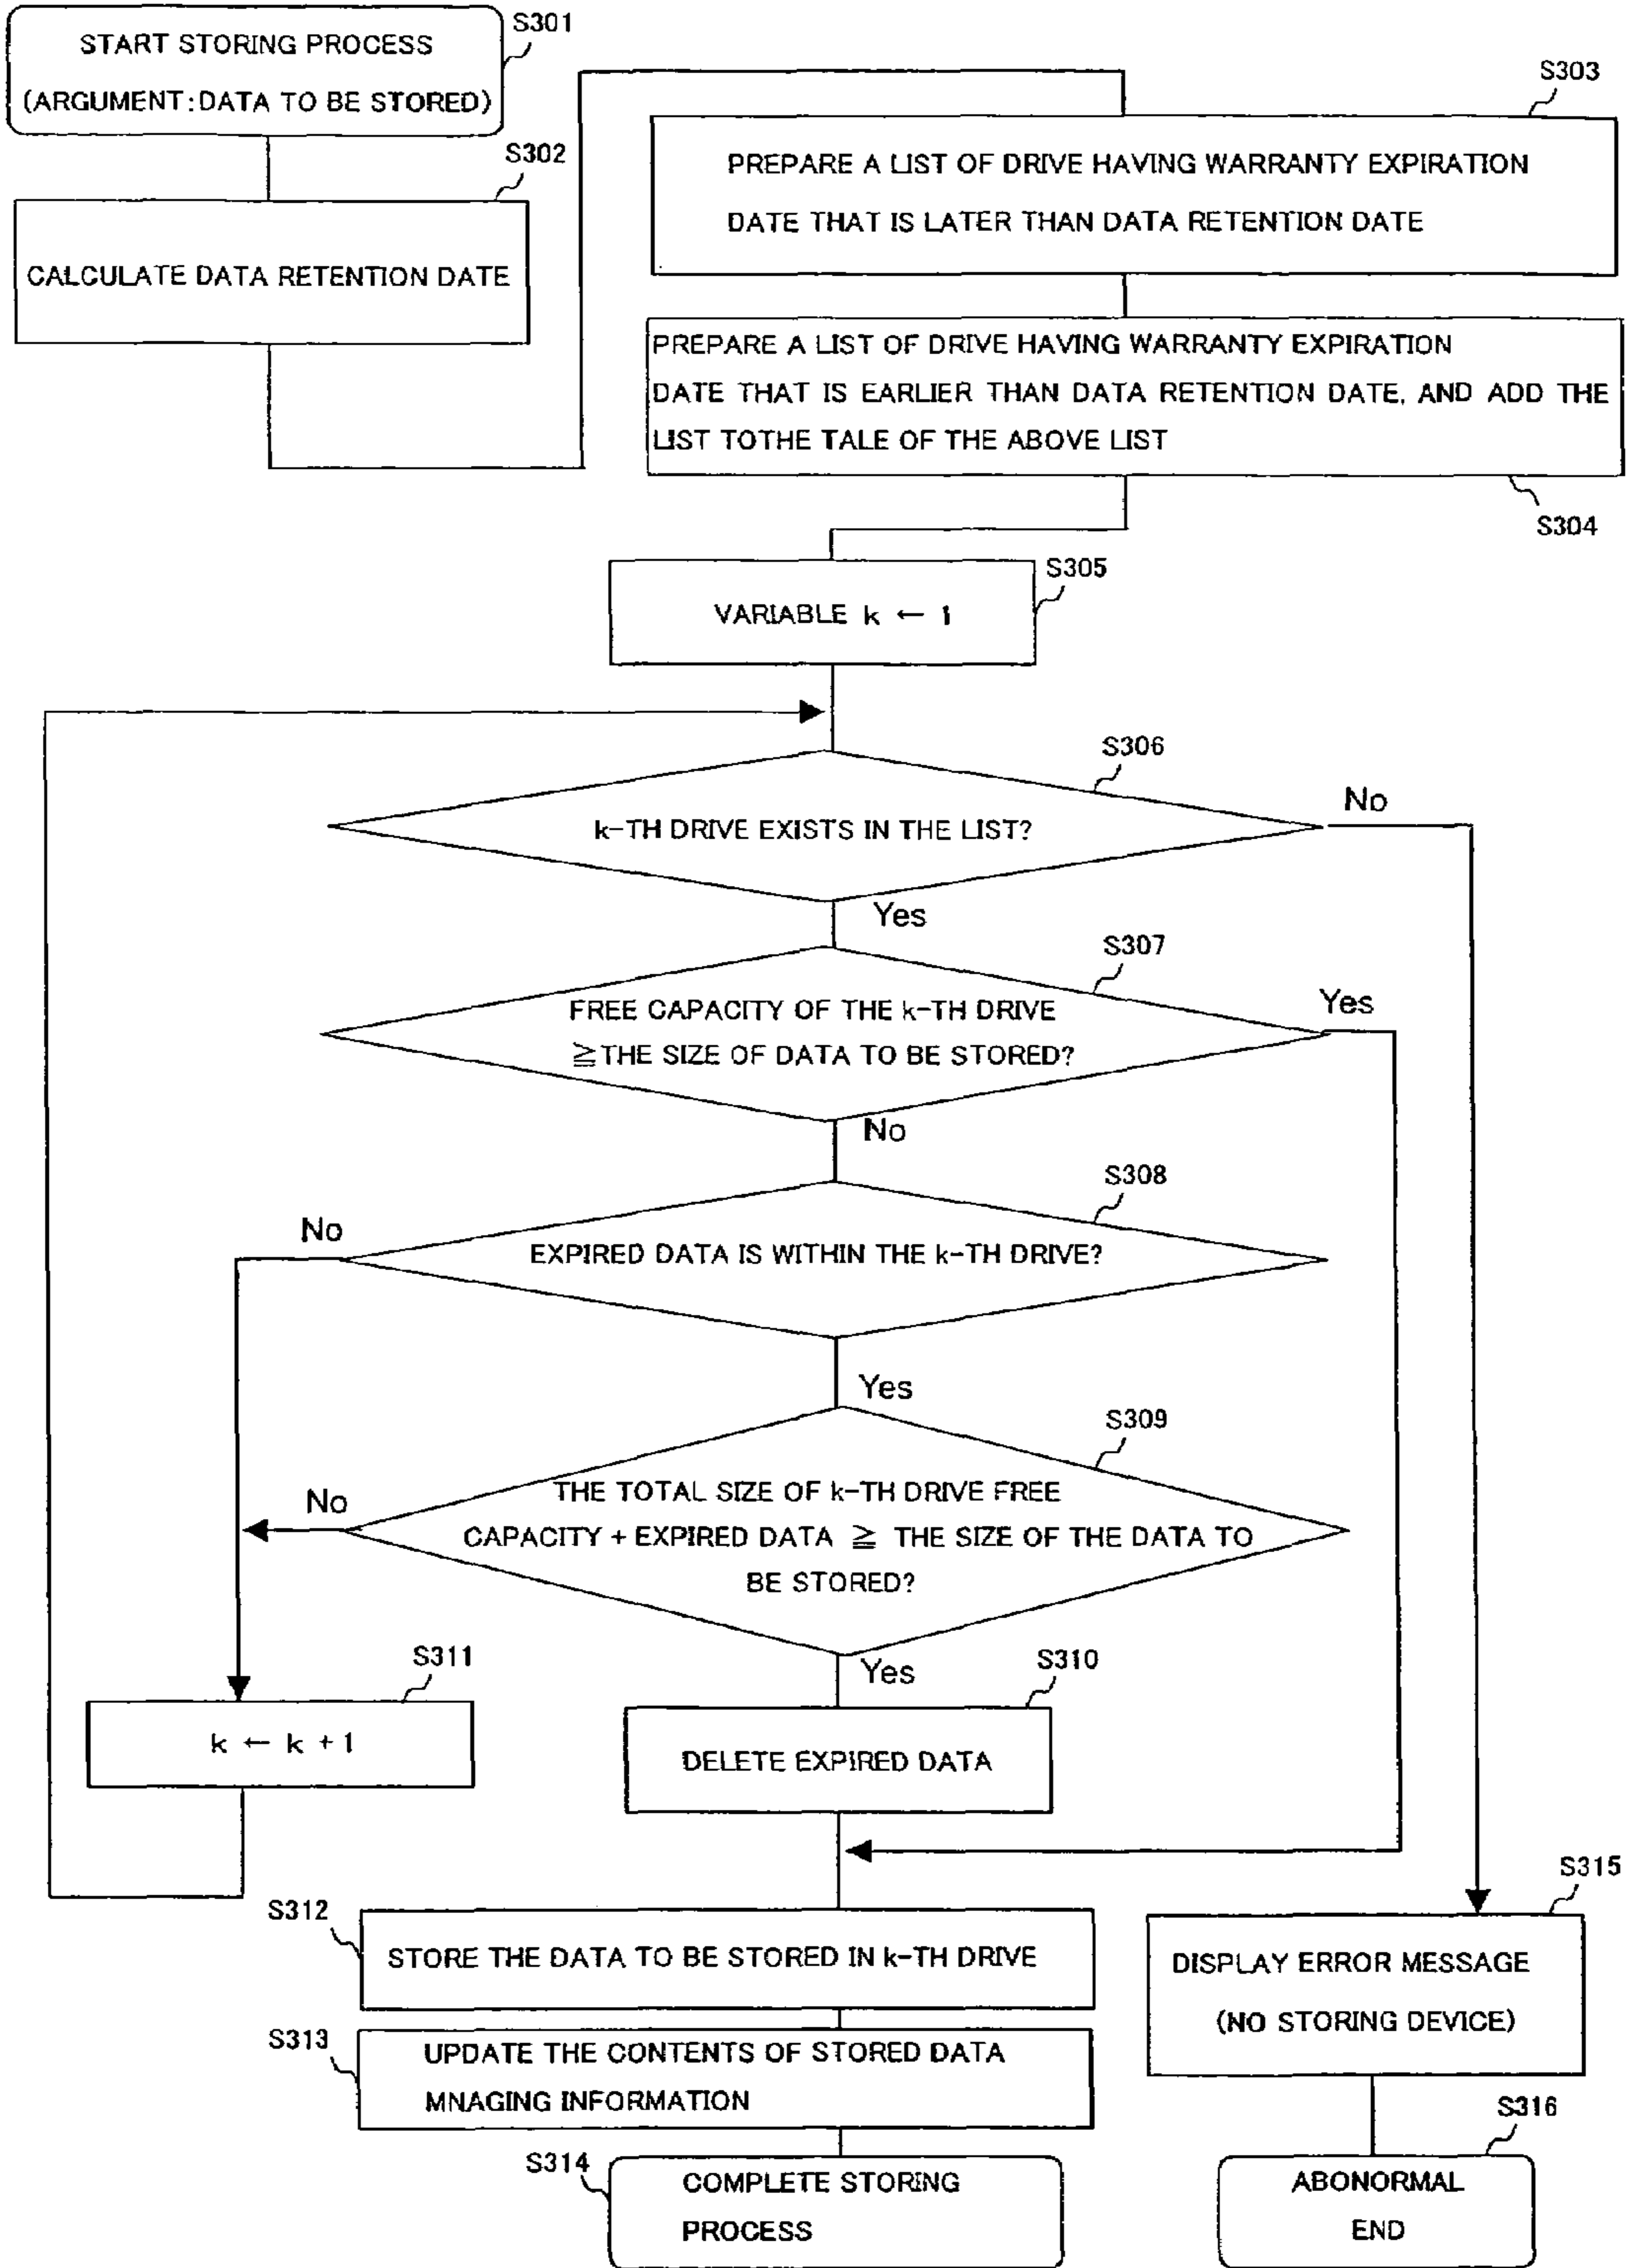 START STORING PROCESS
(ARGUMENT:DATA TO BE STORED)
S301
S302
CALCULATE DATA RETENTION DATE
S303
PREPARE A LIST OF DRIVE HAVING WARRANTY EXPIRATION
DATE THAT IS LATER THAN DATA RETENTION DATE
PREPARE A LIST OF DRIVE HAVING WARRANTY EXPIRATION
DATE THAT IS EARLIER THAN DATA RETENTION DATE, AND ADD THE
LIST TOTHE TALE OF THE ABOVE LIST
S304
S305
VARIABLE k ← 1
S306
k-TH DRIVE EXISTS IN THE LIST?
No
Yes
S307
FREE CAPACITY OF THE k-TH DRIVE
≧THE SIZE OF DATA TO BE STORED?
Yes
No
S308
EXPIRED DATA IS WITHIN THE k-TH DRIVE?
No
Yes
S309
THE TOTAL SIZE OF k-TH DRIVE FREE
CAPACITY + EXPIRED DATA ≧ THE SIZE OF THE DATA TO
BE STORED?
No
Yes
S310
DELETE EXPIRED DATA
S311
k ← k +1
S312
STORE THE DATA TO BE STORED IN k-TH DRIVE
S313
UPDATE THE CONTENTS OF STORED DATA
MNAGING INFORMATION
S314
COMPLETE STORING
PROCESS
S315
DISPLAY ERROR MESSAGE
(NO STORING DEVICE)
S316
ABONORMAL
END